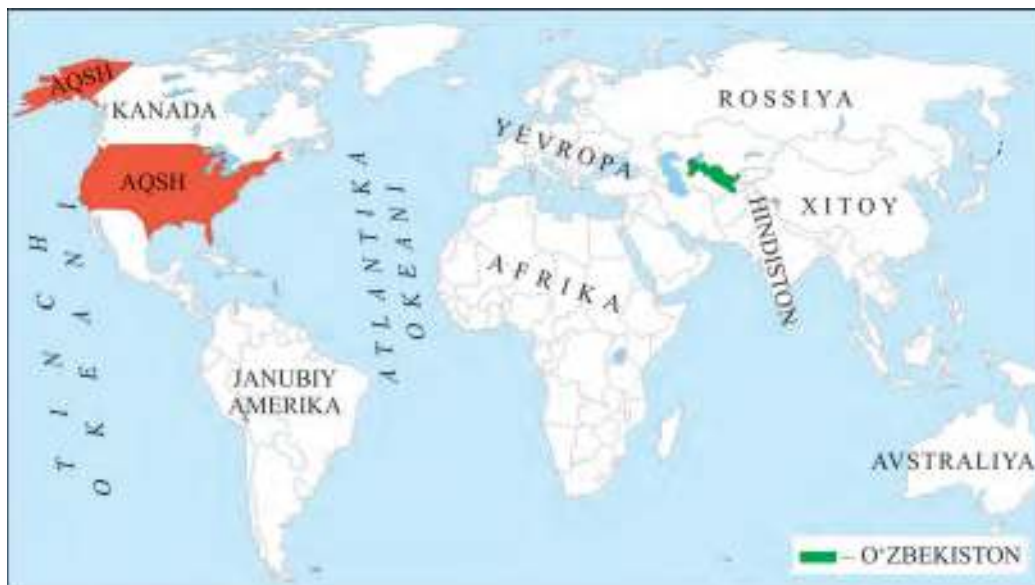 AQSH
KANADA
AQSH
TINCH
OKEANI
ATLANTIKA
OKEANI
JANUBIY
AMERIKA
YEVROPA
AFRIKA
ROSSIYA
XITOY
HINDISTON
AVSTRALIYA
– O‘ZBEKISTON